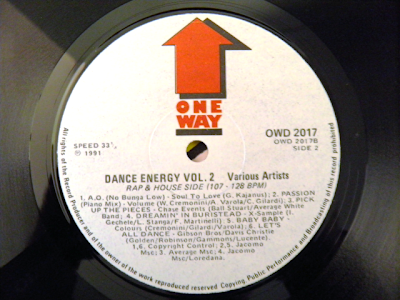 ONE
WAY
SPEED 33⅓
℗ 1991
OWD 2017
OWD 2017B
SIDE 2
DANCE ENERGY VOL. 2 Various Artists
RAP & HOUSE SIDE (107 - 128 BPM)
1. A.O. (No Bunga Low) - Soul To Love (G. Kajanus); 2. PASSION
(Piano Mix) - Volume (W. Cremonini/A. Varola/C. Gilardi); 3. PICK
UP THE PIECES - Chase Events (Ball Stuart/Average White
Band); 4. DREAMIN' IN BURISTEAD - X-Sample (I.
Gechele/L. Stanga/F. Martinelli); 5. BABY BABY -
Colours (Cremonini/Gilardi/Varola); 6. LET'S
ALL DANCE - Gibson Bros/Davis Christie
(Golden/Robinson/Gammon/Lucente)
1, 6 Copyright Control; 2, 5, Jacomo
Msc; 3. Average Msc; 4. Jacomo
Msc/Loredana.
All rights of the Record Producer and of the owner of the work reproduced reserved Copying, Public Performance and Broadcasting of this record prohibited